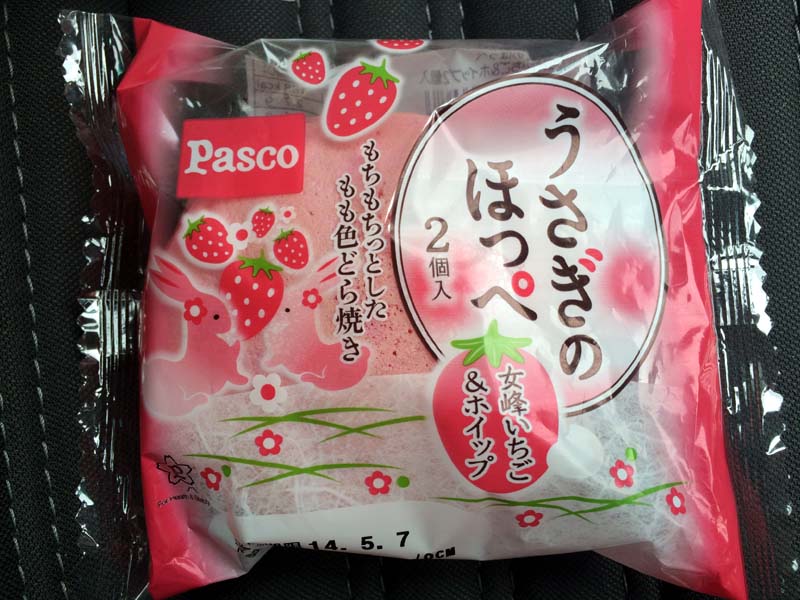 Pasco
うさぎの
ほっぺ
2個入
もちもちっとした
もも色どら焼き
女峰いちご
&ホイップ
14.5.7
/OCM